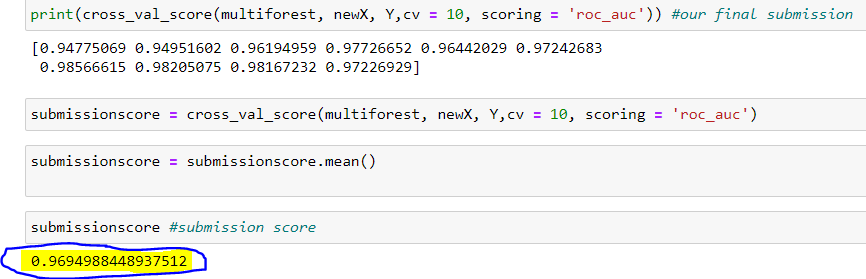 print(cross_val_score(multiforest, newX, Y,cv = 10, scoring = 'roc_auc')) #our final submission
[0.94775069 0.94951602 0.96194959 0.97726652 0.96442029 0.97242683
 0.98566615 0.98205075 0.98167232 0.97226929]
submissionscore = cross_val_score(multiforest, newX, Y,cv = 10, scoring = 'roc_auc')
submissionscore = submissionscore.mean()
submissionscore #submission score
0.9694988448937512